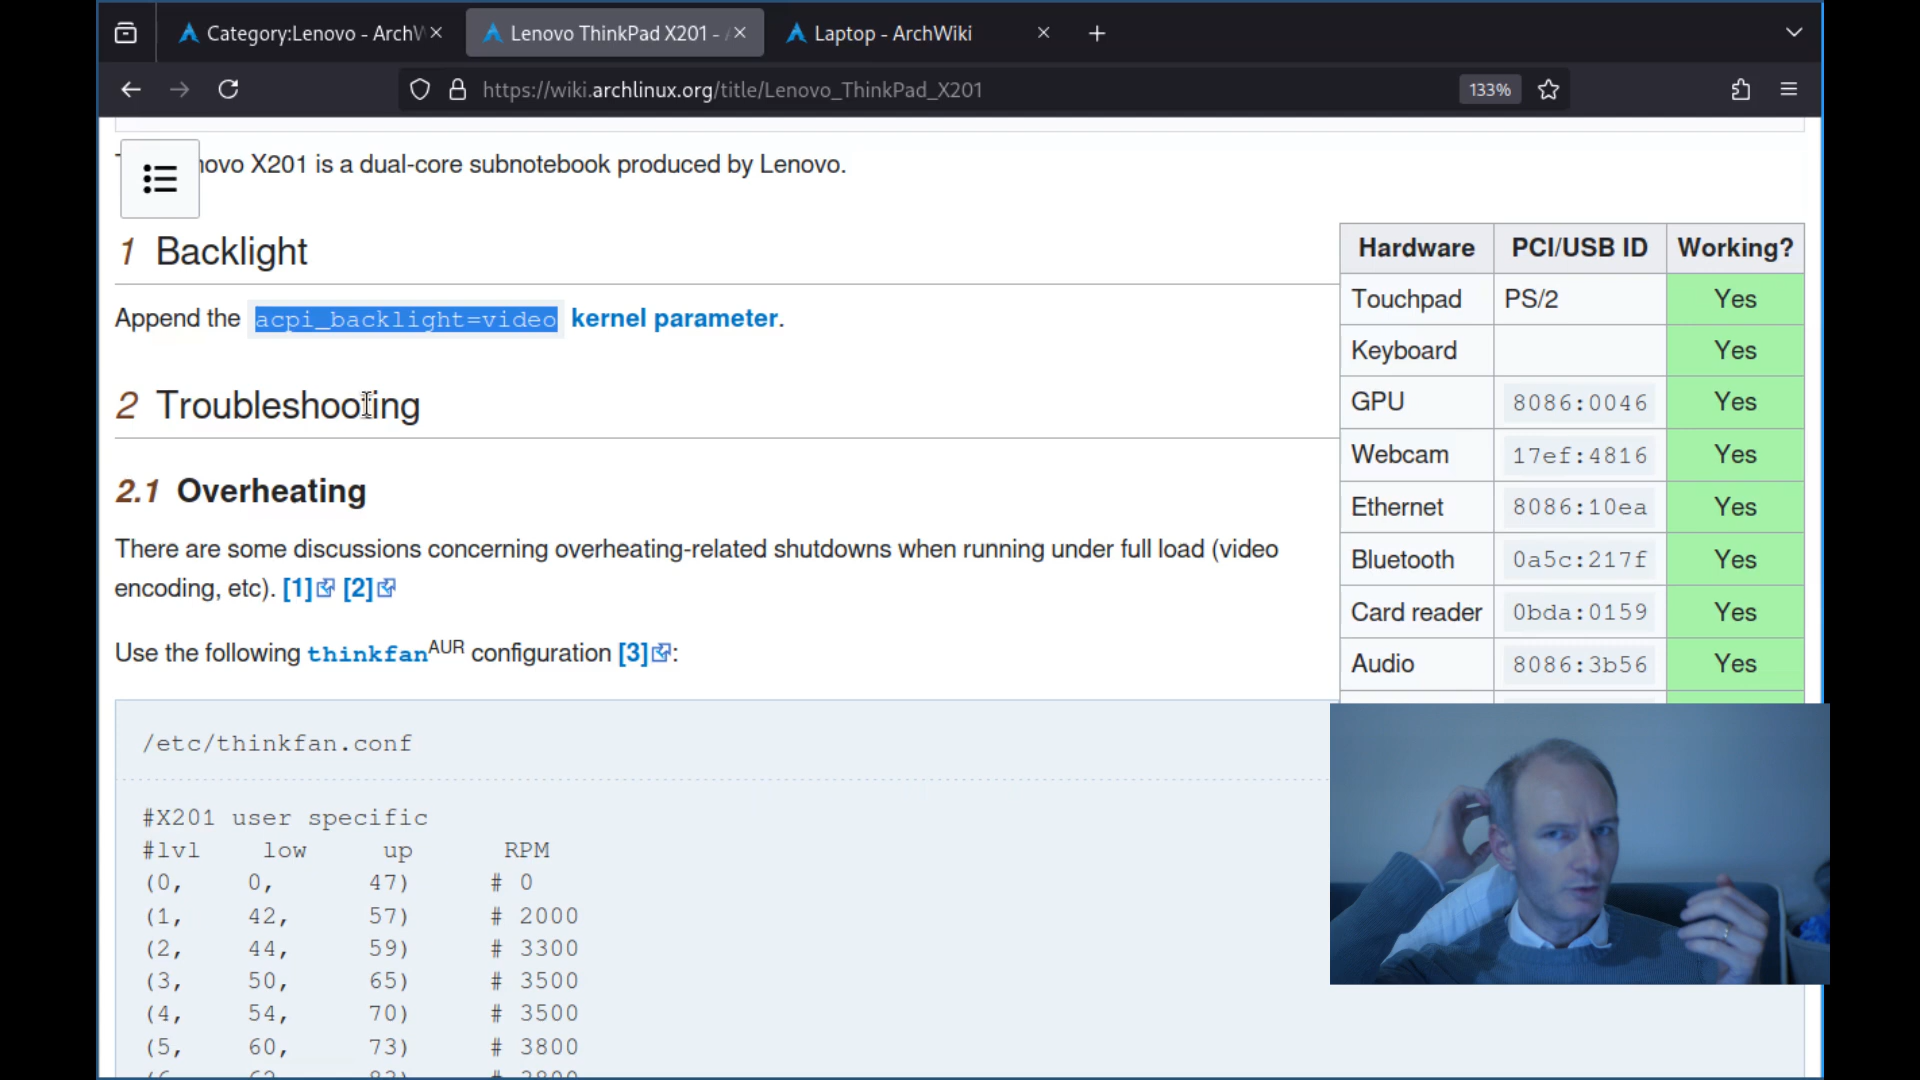 Category:Lenovo - ArchW
Lenovo ThinkPad X201 -
Laptop - ArchWiki
https://wiki.archlinux.org/title/Lenovo_ThinkPad_X201
133%
novo X201 is a dual-core subnotebook produced by Lenovo.
1 Backlight
Append the acpi_backlight=video kernel parameter.
2 Troubleshooting
2.1 Overheating
There are some discussions concerning overheating-related shutdowns when running under full load (video
encoding, etc). [1] [2]
Use the following thinkfanAUR configuration [3]:
/etc/thinkfan.conf
#X201 user specific
#lvl low up RPM
(0, 0, 47) # 0
(1, 42, 57) # 2000
(2, 44, 59) # 3300
(3, 50, 65) # 3500
(4, 54, 70) # 3500
(5, 60, 73) # 3800
Hardware PCI/USB ID Working?
Touchpad PS/2 Yes
Keyboard Yes
GPU 8086:0046 Yes
Webcam 17ef:4816 Yes
Ethernet 8086:10ea Yes
Bluetooth 0a5c:217f Yes
Card reader 0bda:0159 Yes
Audio 8086:3b56 Yes